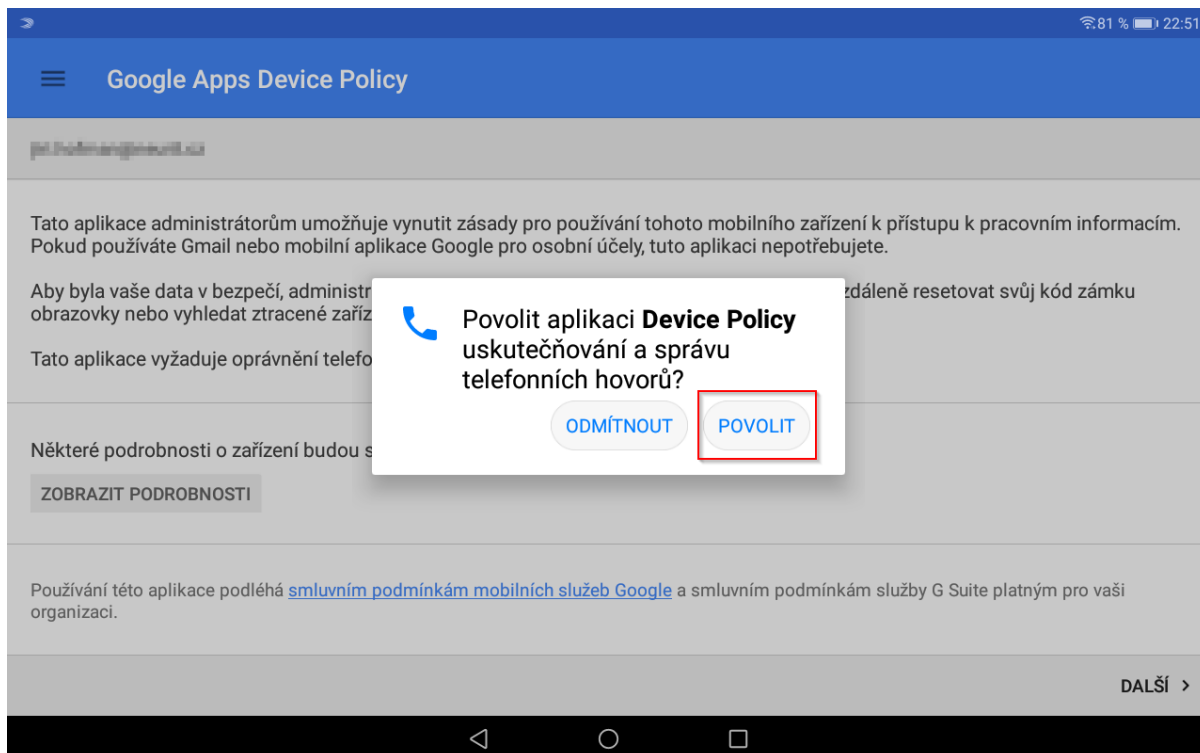 81 % 22:51
Google Apps Device Policy
Tato aplikace administrátorům umožňuje vynutit zásady pro používání tohoto mobilního zařízení k přístupu k pracovním informacím.
Pokud používáte Gmail nebo mobilní aplikace Google pro osobní účely, tuto aplikaci nepotřebujete.
Aby byla vaše data v bezpečí, administr
zdáleně resetovat svůj kód zámku
obrazovky nebo vyhledat ztracené zaříz
Tato aplikace vyžaduje oprávnění telefo
Povolit aplikaci Device Policy
uskutečňování a správu
telefonních hovorů?
ODMÍTNOUT POVOLIT
Některé podrobnosti o zařízení budou s
ZOBRAZIT PODROBNOSTI
Používání této aplikace podléhá smluvním podmínkám mobilních služeb Google a smluvním podmínkám služby G Suite platným pro vaši
organizaci.
DALŠÍ